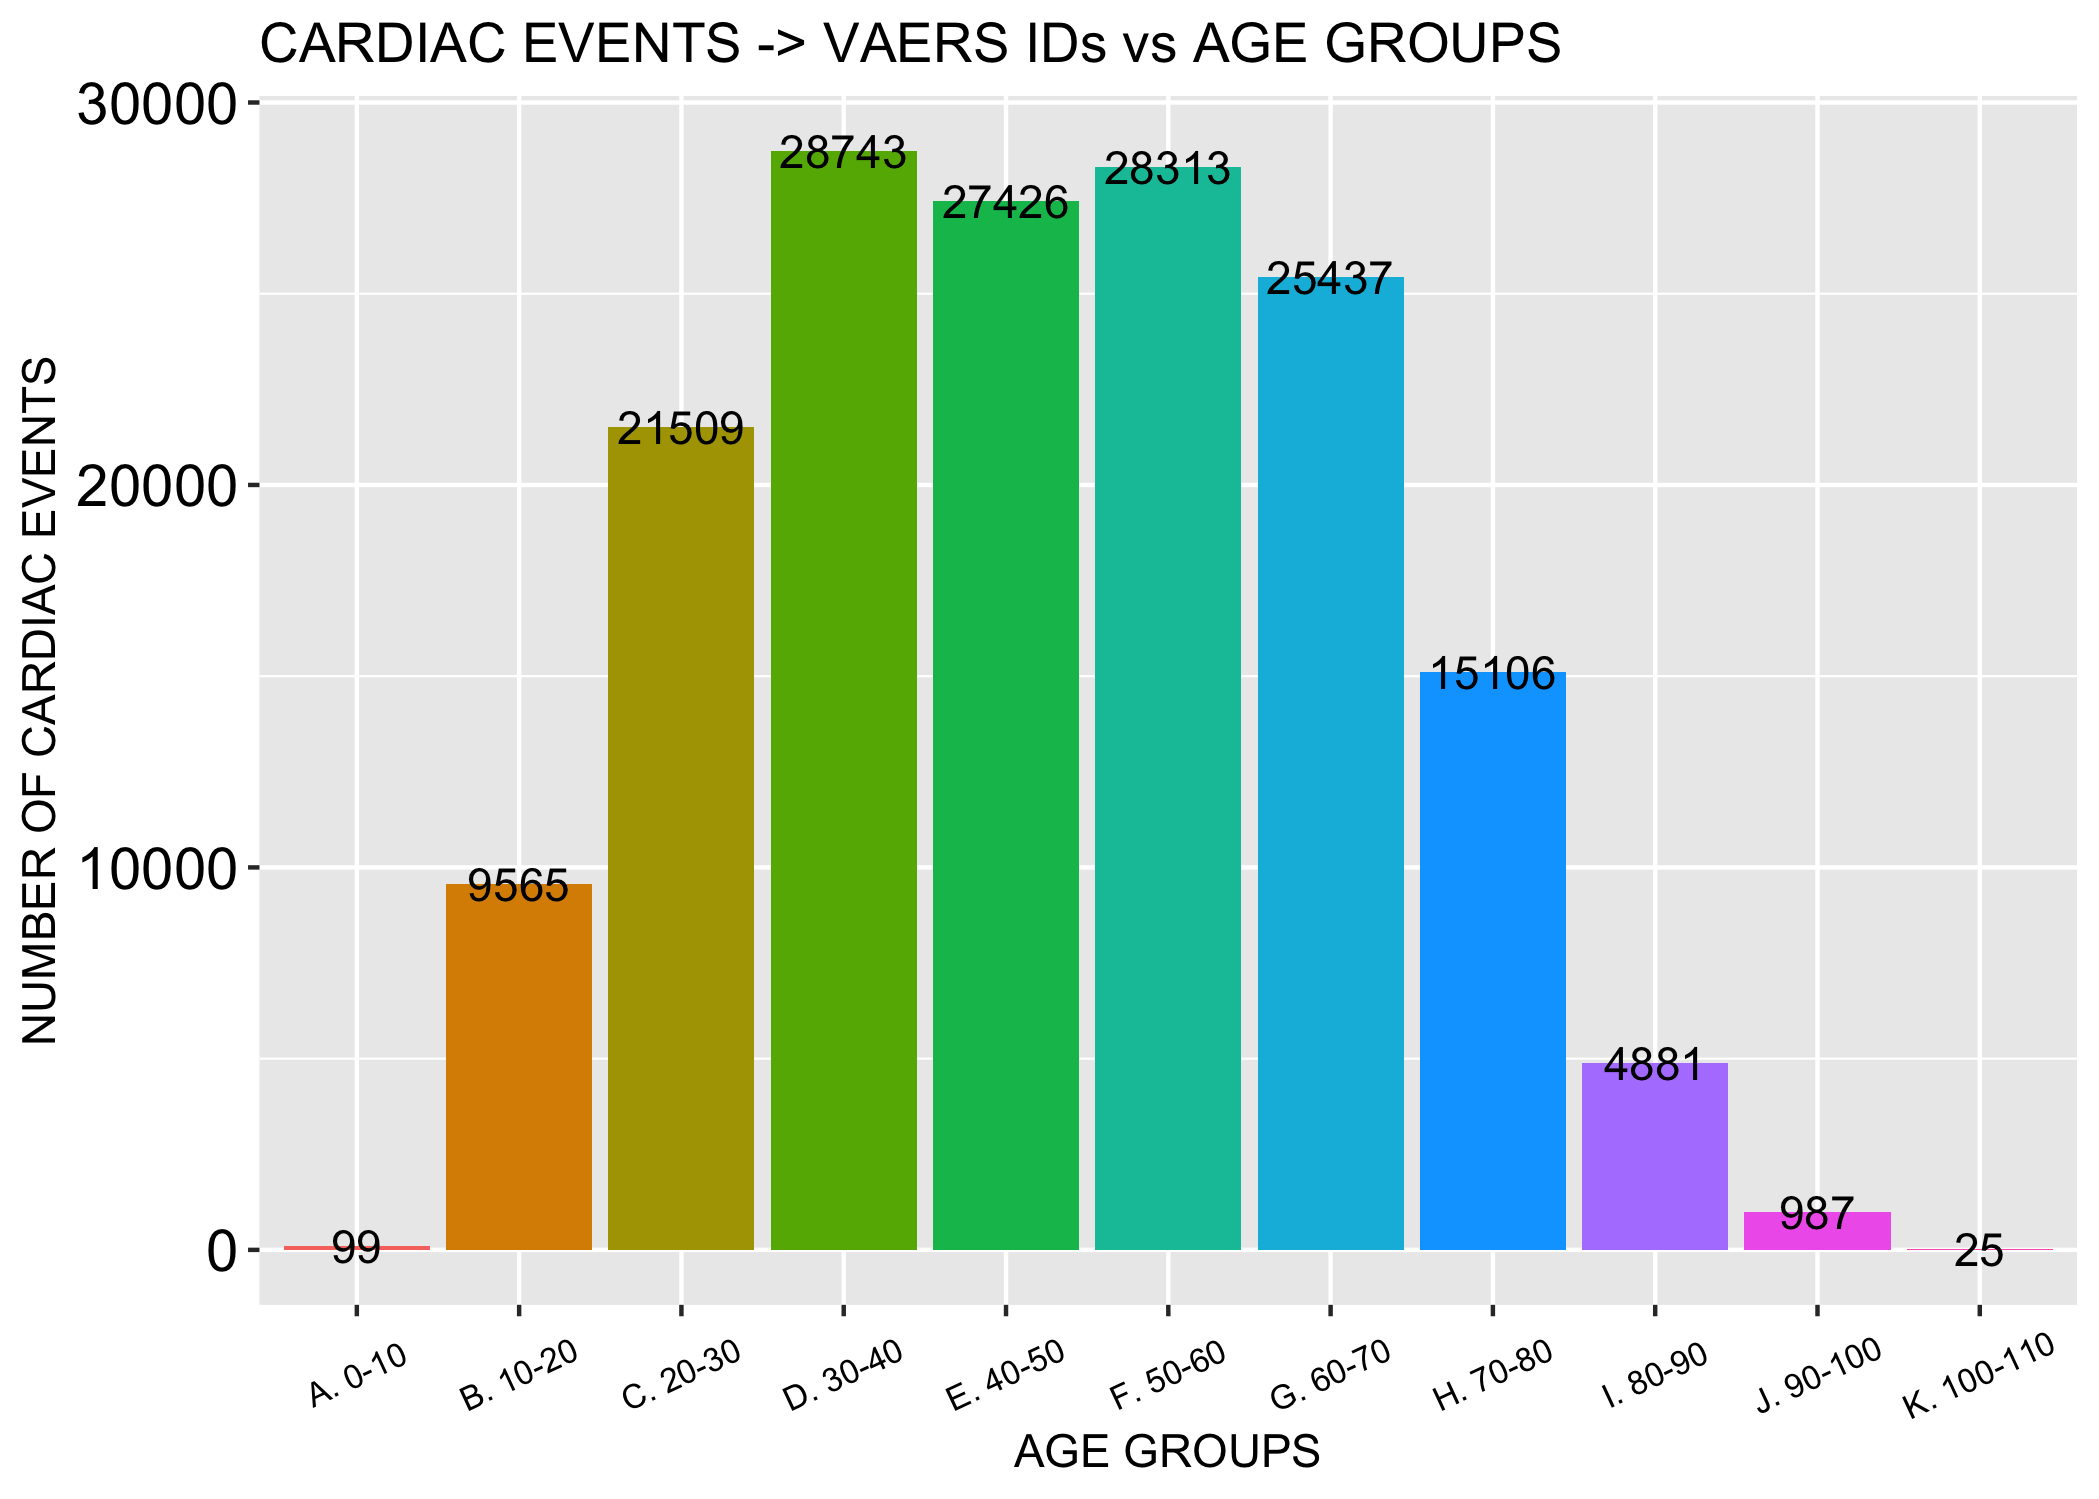 CARDIAC EVENTS -> VAERS IDs vs AGE GROUPS
NUMBER OF CARDIAC EVENTS
30000
20000
10000
0
99
9565
21509
28743
27426
28313
25437
15106
4881
987
25
A. 0-10
B. 10-20
C. 20-30
D. 30-40
E. 40-50
F. 50-60
G. 60-70
H. 70-80
I. 80-90
J. 90-100
K. 100-110
AGE GROUPS